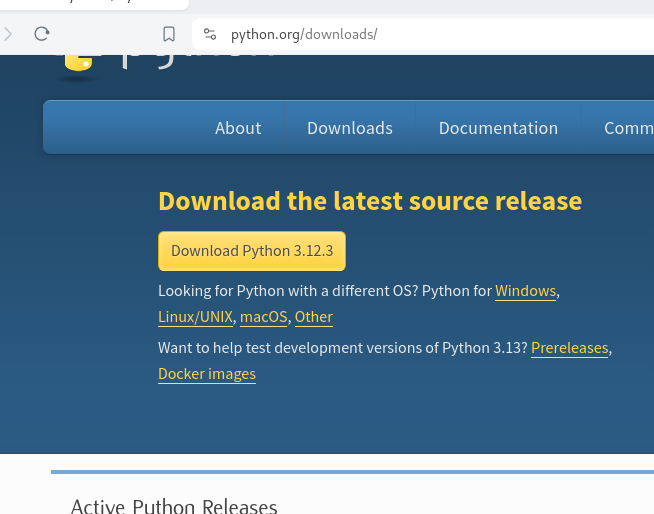 python.org/downloads/
About Downloads Documentation
Download the latest source release
Download Python 3.12.3
Looking for Python with a different OS? Python for Windows,
Linux/UNIX, macOS, Other
Want to help test development versions of Python 3.13? Prereleases,
Docker images
Active Python Releases